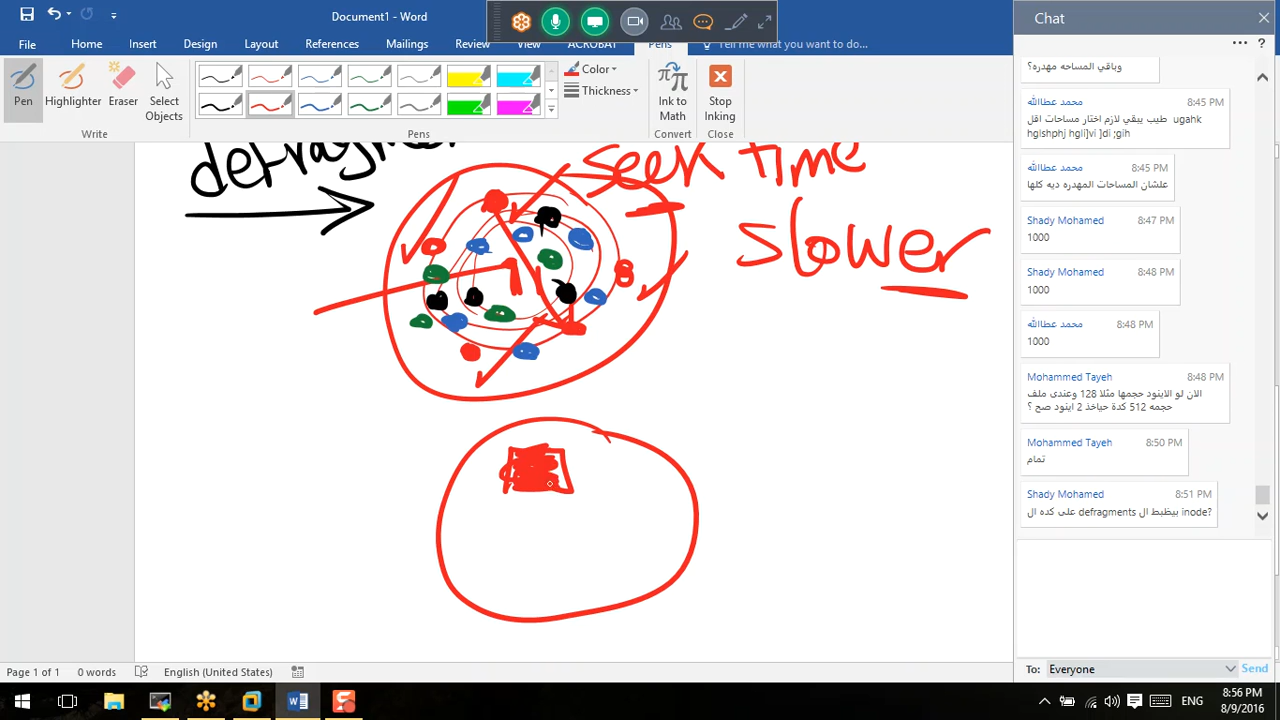 Document1 - Word
File
Home
Insert
Design
Layout
References
Mailings
Review
View
ACROBAT
Pens
Tell me what you want to do...
Pen
Highlighter
Eraser
Select Objects
Color
Thickness
Ink to Math
Stop Inking
Write
Pens
Convert
Close
seek time
slower
Chat
وباقي المساحه مهدره؟
محمد عطاالله 8:45 PM
طيب يبقي لازم اختار مساحات اقل ugahk
hglishphj hgli]vi ]di ;gih
محمد عطاالله 8:45 PM
علشان المساحات المهدره ديه كلها
Shady Mohamed 8:47 PM
1000
Shady Mohamed 8:48 PM
1000
محمد عطاالله 8:48 PM
1000
Mohammed Tayeh 8:48 PM
الان لو الاينود حجمها مثلا 128 وعندى ملف
حجمه 512 كدة حياخذ 2 اينود صح ؟
Mohammed Tayeh 8:50 PM
تمام
Shady Mohamed 8:51 PM
على كده ال defragments بيظبط ال inode?
To: Everyone
Send
Page 1 of 1
0 words
English (United States)
ENG
8:56 PM
8/9/2016